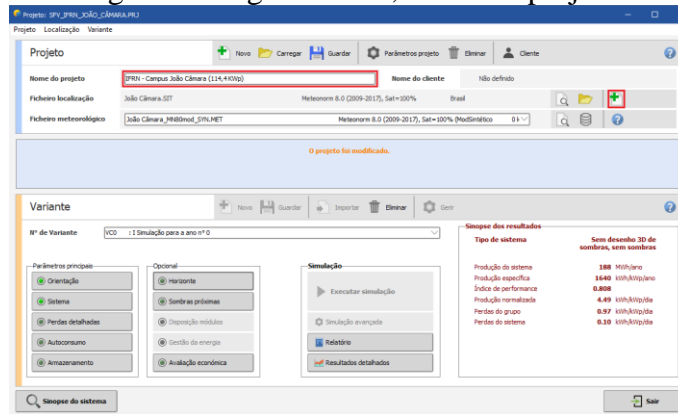 Projeto: SFV_IFRN_JOÃO_CÂMARA.PRJ
Projeto Localização Variante
Projeto Novo Carregar Guardar Parâmetros projeto Eliminar Cliente
Nome do projeto IFRN - Campus João Câmara (114,4KWp) Nome do cliente Não definido
Ficheiro localização João Câmara.SIT Meteonorm 8.0 (2009-2017), Sat=100% Brasil
Ficheiro meteorológico João Câmara_MN80mod_SYN.MET Meteonorm 8.0 (2009-2017), Sat=100% (ModSintético 0 k
O projeto foi modificado.
Variante Novo Guardar Importar Eliminar Gerir
Nº de Variante VC0 : I Simulação para a ano nº 0
Sinopse dos resultados
Tipo de sistema Sem desenho 3D de
sombras, sem sombras
Parâmetros principais Opcional Simulação
Orientação Horizonte Executar simulação
Sistema Sombras próximas
Perdas detalhadas Disposição módulos Simulação avançada
Autoconsumo Gestão da energia Relatório
Armazenamento Avaliação económica Resultados detalhados
Produção do sistema 188 MWh/ano
Produção específica 1640 kWh/kWp/ano
Índice de performance 0.808
Produção normalizada 4.49 kWh/kWp/dia
Perdas do grupo 0.97 kWh/kWp/dia
Perdas do sistema 0.10 kWh/kWp/dia
Sinopse do sistema Sair